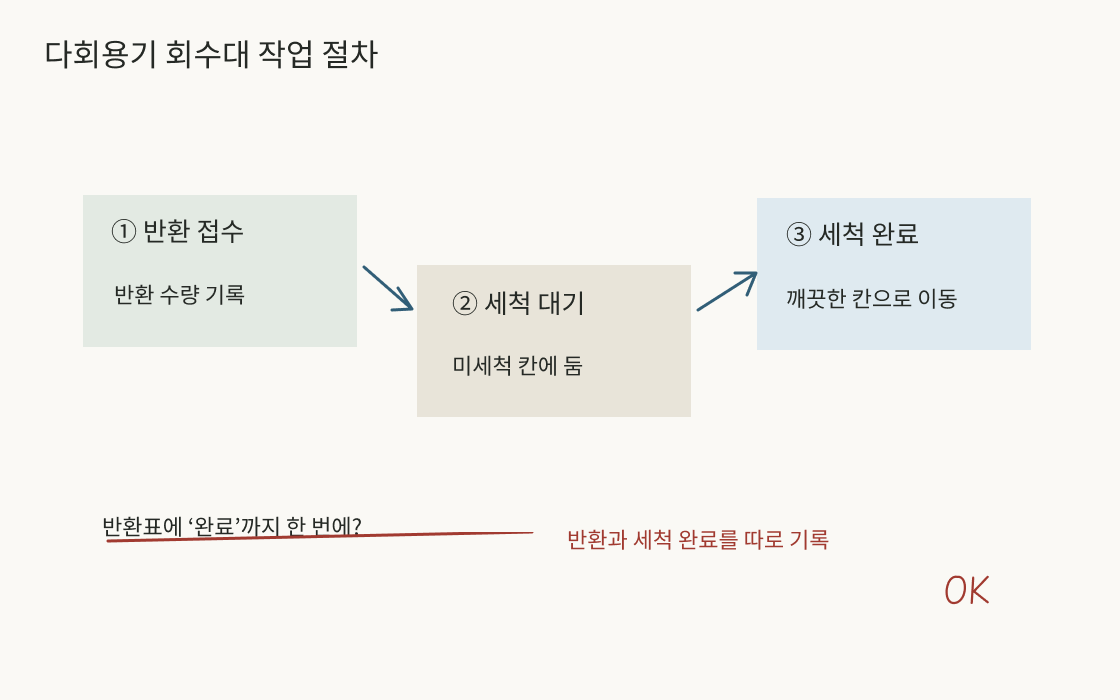 다회용기 회수대 작업 절차
① 반환 접수
반환 수량 기록
② 세척 대기
미세척 칸에 둠
③ 세척 완료
깨끗한 칸으로 이동
반환표에 ‘완료’까지 한 번에?
반환과 세척 완료를 따로 기록
OK